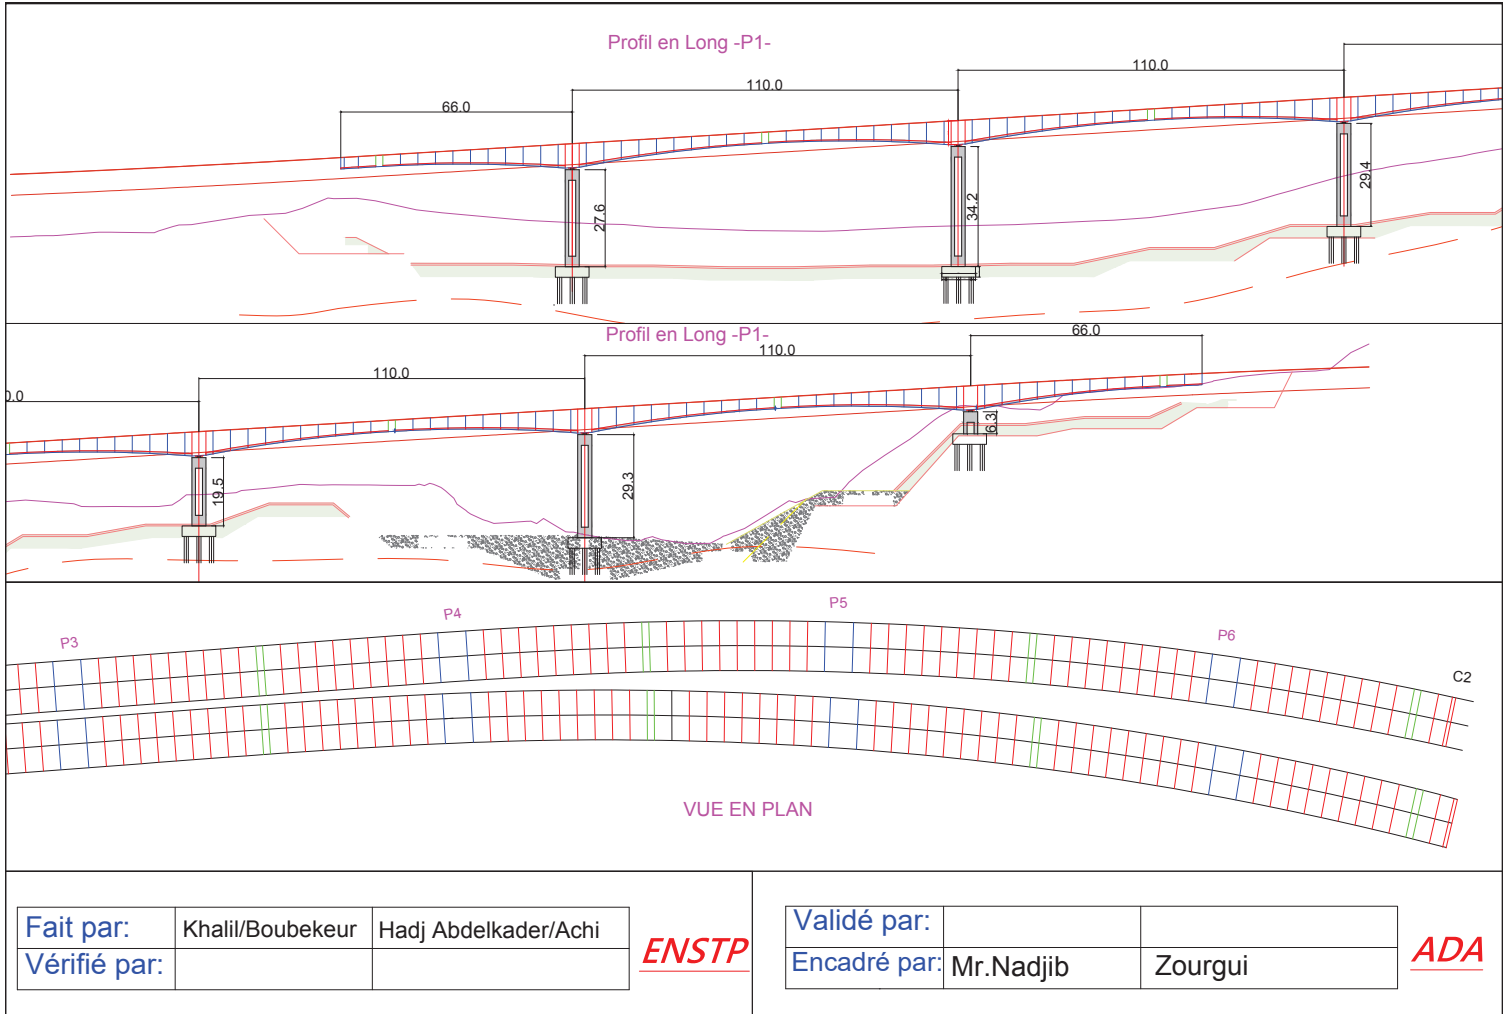 Profil en Long -P1-
110.0
110.0
66.0
27.6
34.2
29.4
Profil en Long -P1-
66.0
110.0
110.0
0.0
6.3
19.5
29.3
P3
P4
P5
P6
C2
VUE EN PLAN
Fait par: Khalil/Boubekeur Hadj Abdelkader/Achi
Vérifié par:
ENSTP
Validé par:
Encadré par: Mr.Nadjib Zourgui
ADA